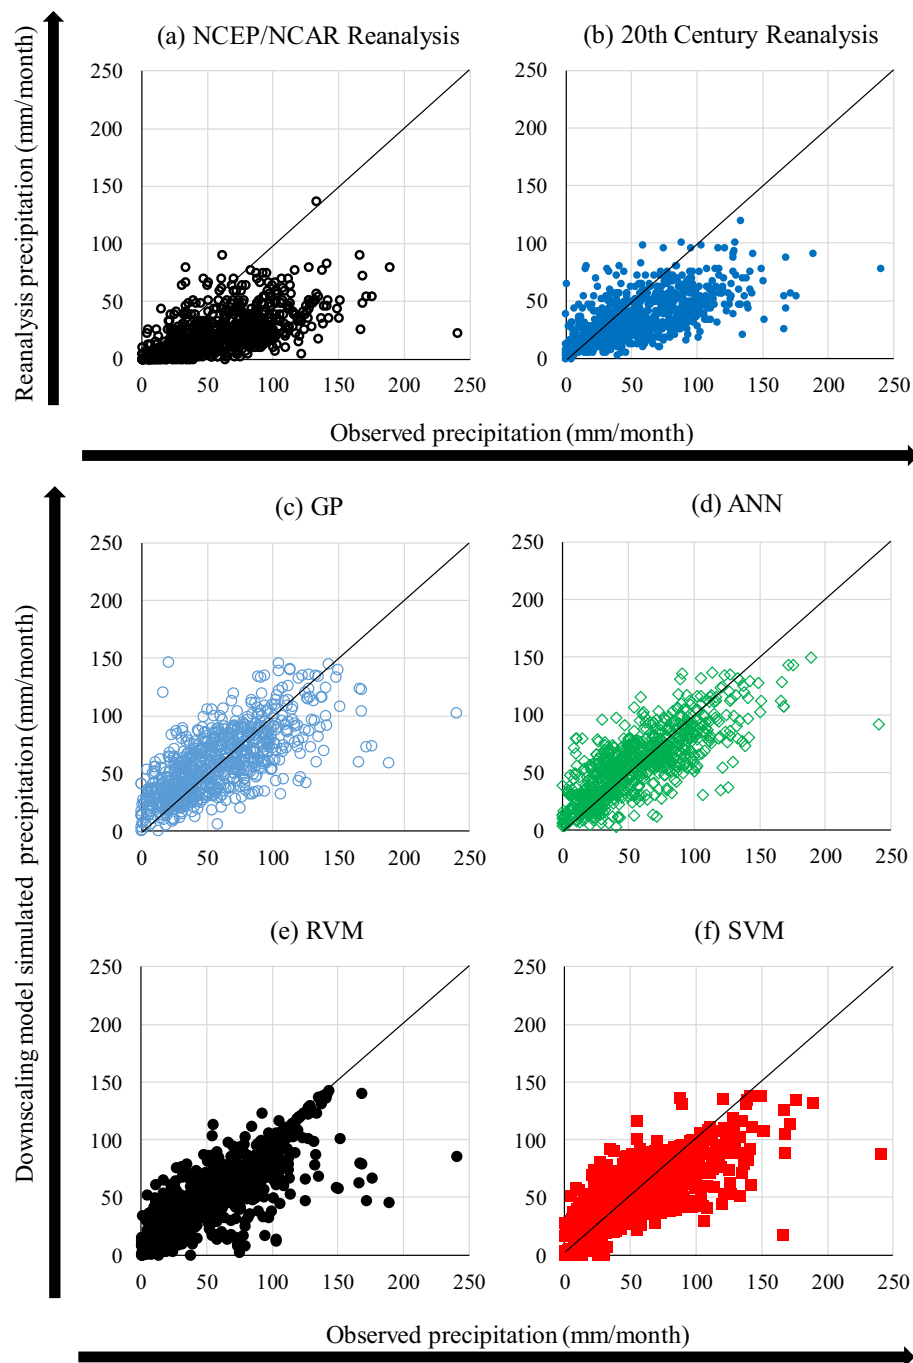 (a) NCEP/NCAR Reanalysis
(b) 20th Century Reanalysis
Reanalysis precipitation (mm/month)
250
200
150
100
50
0
0 50 100 150 200 250
250
200
150
100
50
0
0 50 100 150 200 250
Observed precipitation (mm/month)
Downscaling model simulated precipitation (mm/month)
(c) GP
(d) ANN
250
200
150
100
50
0
0 50 100 150 200 250
250
200
150
100
50
0
0 50 100 150 200 250
(e) RVM
(f) SVM
250
200
150
100
50
0
0 50 100 150 200 250
250
200
150
100
50
0
0 50 100 150 200 250
Observed precipitation (mm/month)